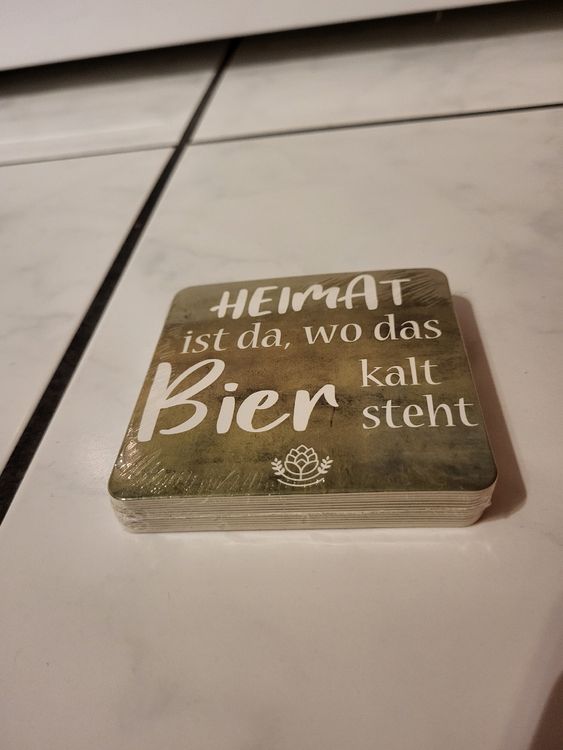 HEIMAT
ist da, wo das
Bier kalt
steht